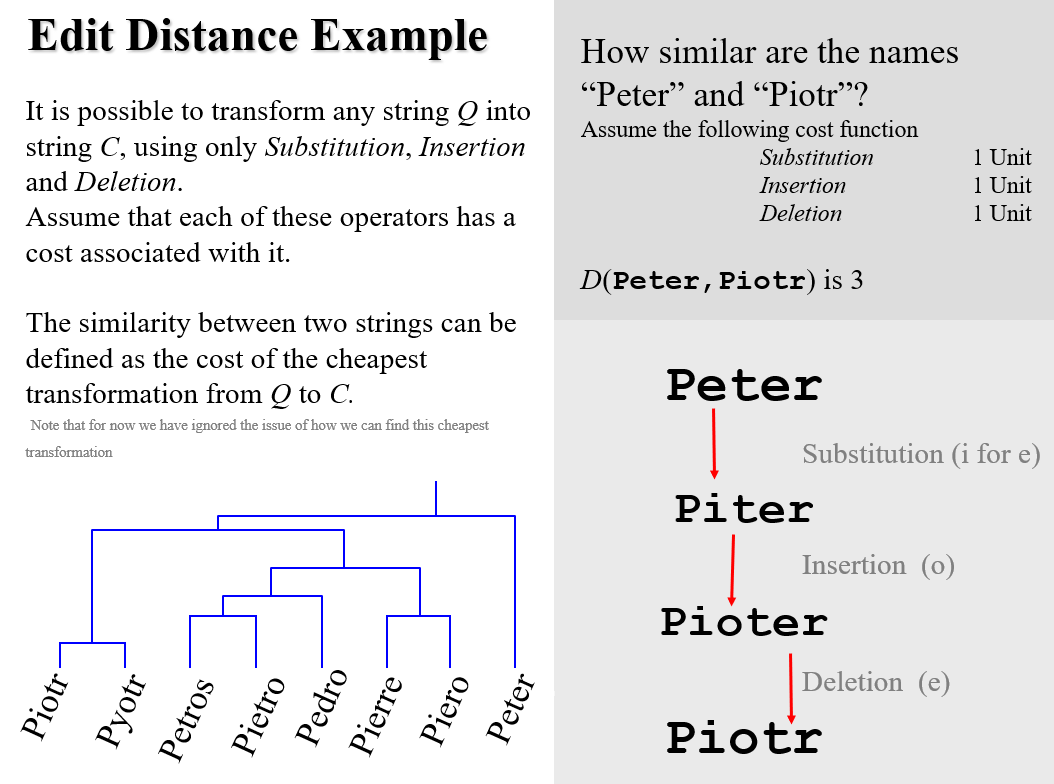 Edit Distance Example
It is possible to transform any string Q into
string C, using only Substitution, Insertion
and Deletion.
Assume that each of these operators has a
cost associated with it.
The similarity between two strings can be
defined as the cost of the cheapest
transformation from Q to C.
Note that for now we have ignored the issue of how we can find this cheapest
transformation
Piotr
Pyotr
Petros
Pietro
Pedro
Pierre
Piero
Peter
How similar are the names
“Peter” and “Piotr”?
Assume the following cost function
Substitution 1 Unit
Insertion 1 Unit
Deletion 1 Unit
D(Peter,Piotr) is 3
Peter
Substitution (i for e)
Piter
Insertion (o)
Pioter
Deletion (e)
Piotr